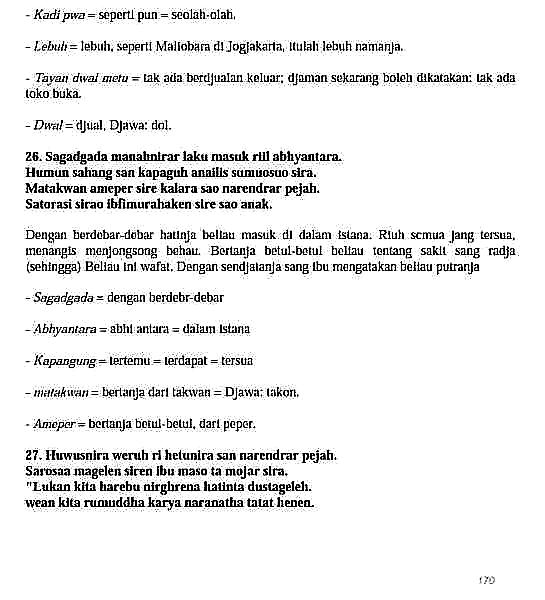 - Kadi pwa = seperti pun = seolah-olah.
- Lebuh = lebuh, seperti Malioboro di Jogjakarta, itulah lebuh namanja.
- Tayan dwal metu = tak ada berdjualan keluar; djaman sekarang boleh dikatakan: tak ada
toko buka.
- Dwal = djual, Djawa: dol.
26. Sagadgada manahnirar laku masuk riil abhyantara.
Humun sahang san kapaguh anailis sumuosuo sira.
Matakwan ameper sire kalara sao narendrar pejah.
Satorasi sirao ibfimurahaken sire sao anak.
Dengan berdebar-debar hatinja beliau masuk di dalam istana. Riuh semua jang tersua,
menangis menjongsong behau. Bertanja betul-betul beliau tentang sakit sang radja
(sehingga) Beliau ini wafat. Dengan sendjatanja sang ibu mengatakan beliau putranja
- Sagadgada = dengan berdebr-debar
- Abhyantara = abhi antara = dalam istana
- Kapangung = tertemu = terdapat = tersua
- matakwan = bertanja dari takwan = Djawa: takon.
- Ameper = bertanja betul-betul, dari peper.
27. Huwusnira weruh ri hetunira san narendrar pejah.
Sarosaa magelen siren ibu maso ta mojar sira.
"Lukan kita harebu nirghrena hatinta dustageleh.
wean kita rumuddha karya naranatha tatat henen.
170